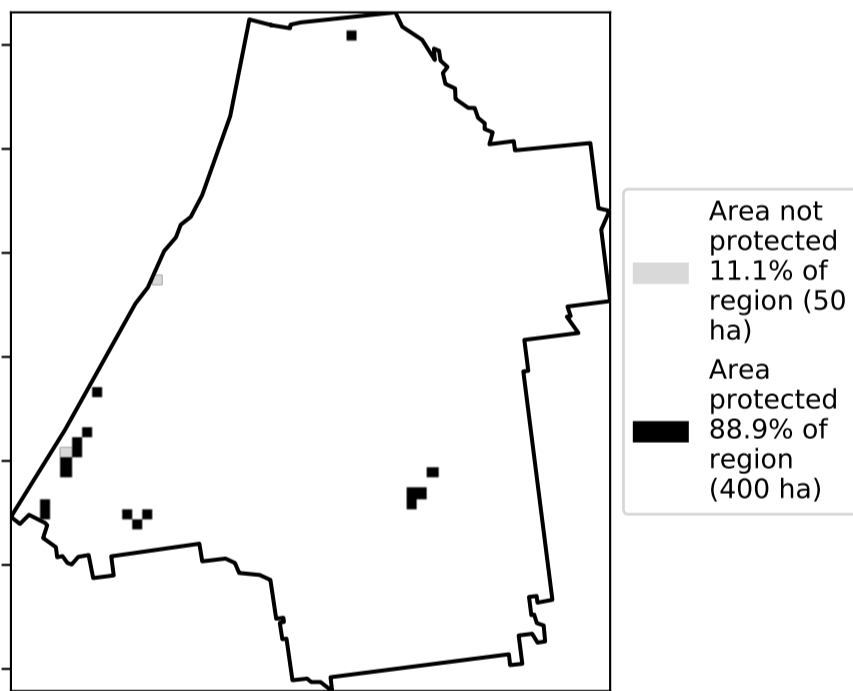 Area not
protected
11.1% of
region (50
ha)
Area
protected
88.9% of
region
(400 ha)